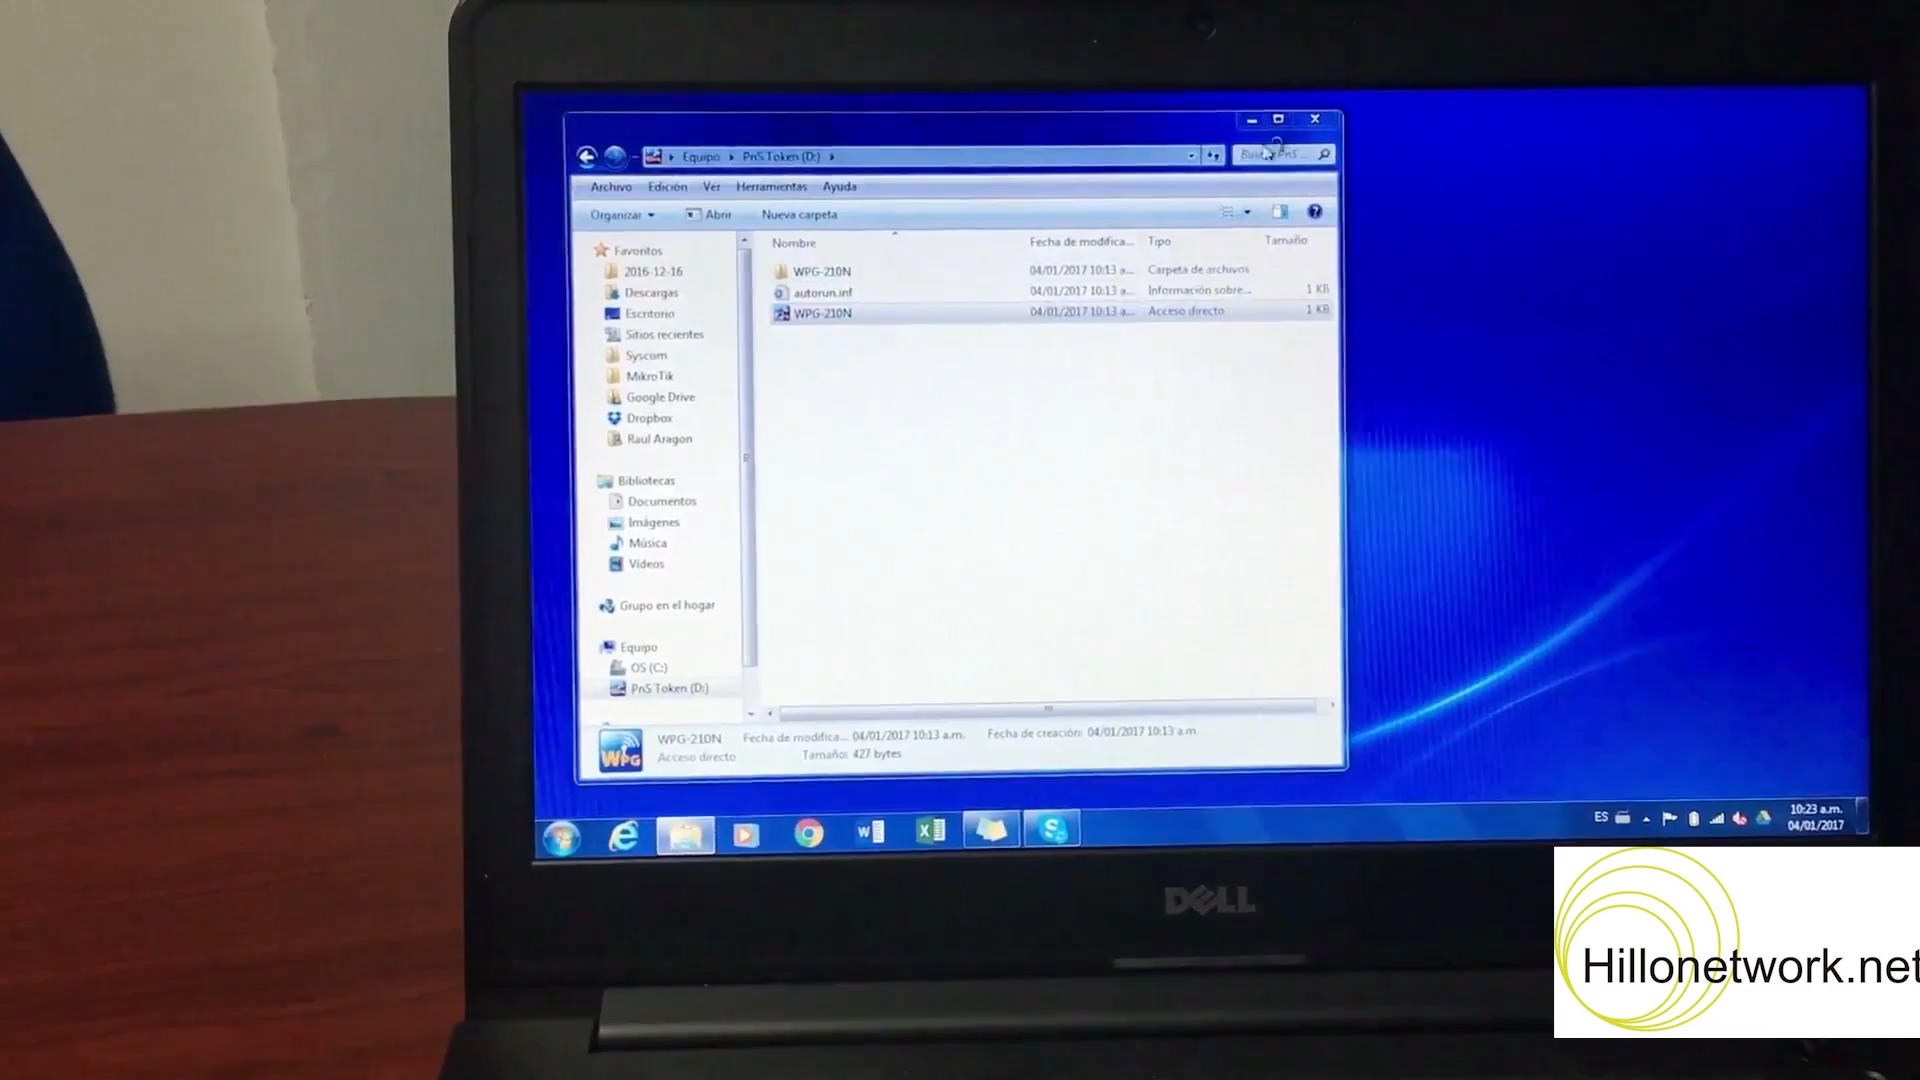 Equipo
PnS Token (D:)
Archivo Edición Ver Herramientas Ayuda
Organizar Abrir Nueva carpeta
Nombre Fecha de modifica... Tipo Tamaño
WPG-210N 04/01/2017 10:13 a... Carpeta de archivos
autorun.inf 04/01/2017 10:13 a... Información sobre... 1 KB
WPG-210N 04/01/2017 10:13 a... Acceso directo 1 KB
Favoritos
2016-12-16
Descargas
Escritorio
Sitios recientes
Syscom
MikroTik
Google Drive
Dropbox
Raul Aragon
Bibliotecas
Documentos
Imágenes
Música
Vídeos
Grupo en el hogar
Equipo
OS (C:)
PnS Token (D:)
WPG
WPG-210N Fecha de modifica... 04/01/2017 10:13 a.m. Fecha de creación: 04/01/2017 10:13 a.m.
Acceso directo Tamaño: 427 bytes
ES
10:23 a.m.
04/01/2017
DELL
Hillonetwork.net